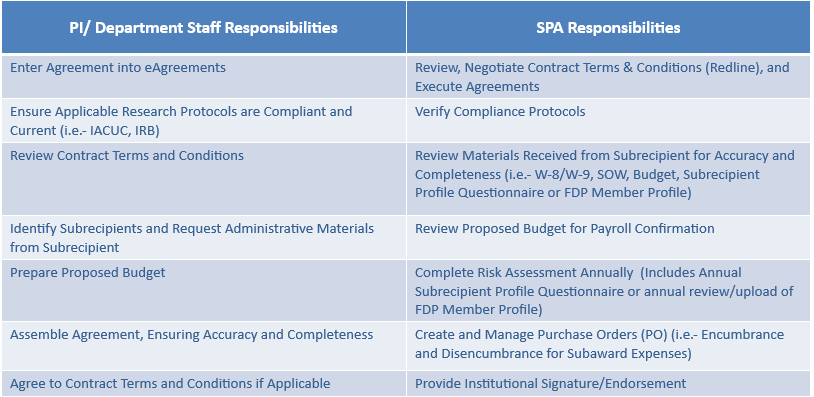 PI/ Department Staff Responsibilities
SPA Responsibilities
Enter Agreement into eAgreements
Review, Negotiate Contract Terms & Conditions (Redline), and
Execute Agreements
Ensure Applicable Research Protocols are Compliant and
Current (i.e.- IACUC, IRB)
Verify Compliance Protocols
Review Contract Terms and Conditions
Review Materials Received from Subrecipient for Accuracy and
Completeness (i.e.- W-8/W-9, SOW, Budget, Subrecipient
Profile Questionnaire or FDP Member Profile)
Identify Subrecipients and Request Administrative Materials
from Subrecipient
Review Proposed Budget for Payroll Confirmation
Prepare Proposed Budget
Complete Risk Assessment Annually  (Includes Annual
Subrecipient Profile Questionnaire or annual review/upload of
FDP Member Profile)
Assemble Agreement, Ensuring Accuracy and Completeness
Create and Manage Purchase Orders (PO) (i.e.- Encumbrance
and Disencumbrance for Subaward Expenses)
Agree to Contract Terms and Conditions if Applicable
Provide Institutional Signature/Endorsement